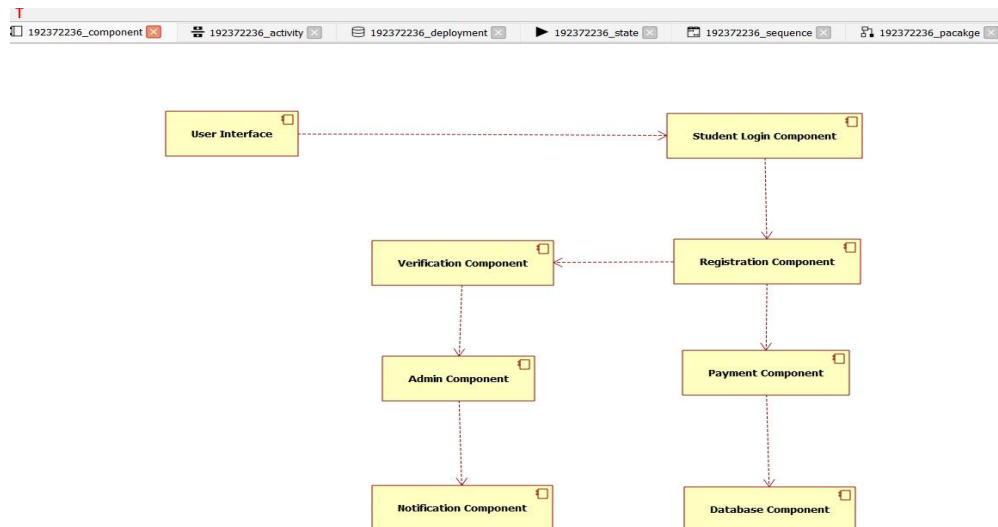 T
192372236_component 192372236_activity 192372236_deployment 192372236_state 192372236_sequence 192372236_pacakge
User Interface
Student Login Component
Verification Component
Registration Component
Admin Component
Payment Component
Notification Component
Database Component